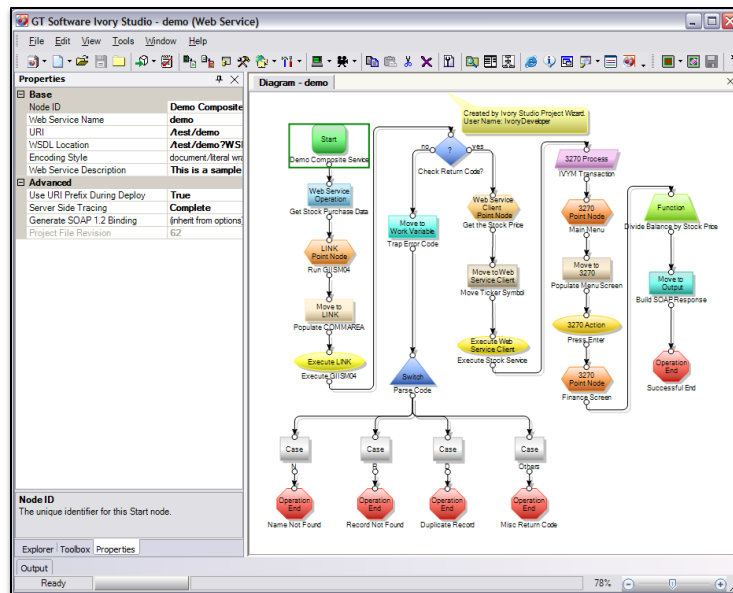 GT Software Ivory Studio - demo (Web Service)
File Edit View Tools Window Help
Properties
Base
Node ID Demo Composite
Web Service Name demo
URI /test/demo
WSDL Location /test/demo?WSI
Encoding Style document/literal wra
Web Service Description This is a sample
Advanced
Use URI Prefix During Deploy True
Server Side Tracing Complete
Generate SOAP 1.2 Binding (inherit from options)
Project File Revision 62
Node ID
The unique identifier for this Start node.
Explorer Toolbox Properties
Output
Ready
78%
Diagram - demo
Created by Ivory Studio Project Wizard.
User Name: IvoryDeveloper
Start
Demo Composite Service
Web Service
Operation
Get Stock Purchase Data
LINK
Point Node
Run GIISM04
Move to
LINK
Populate COMMAREA
Execute LINK
Execute GIISM04
no
?
yes
Check Return Code?
Move to
Work Variable
Trap Error Code
Switch
Parse Code
Web Service
Client
Point Node
Get the Stock Price
Move to Web
Service Client
Move Ticker Symbol
Execute Web
Service Client
Execute Stock Service
3270 Process
IVYM Transaction
3270
Point Node
Main Menu
Move to
3270
Populate Menu Screen
3270 Action
Press Enter
3270
Point Node
Finance Screen
Function
Divide Balance by Stock Price
Move to
Output
Build SOAP Response
Operation
End
Successful End
Case
N
Operation
End
Name Not Found
Case
R
Operation
End
Record Not Found
Case
D
Operation
End
Duplicate Record
Case
Others
Operation
End
Misc Return Code